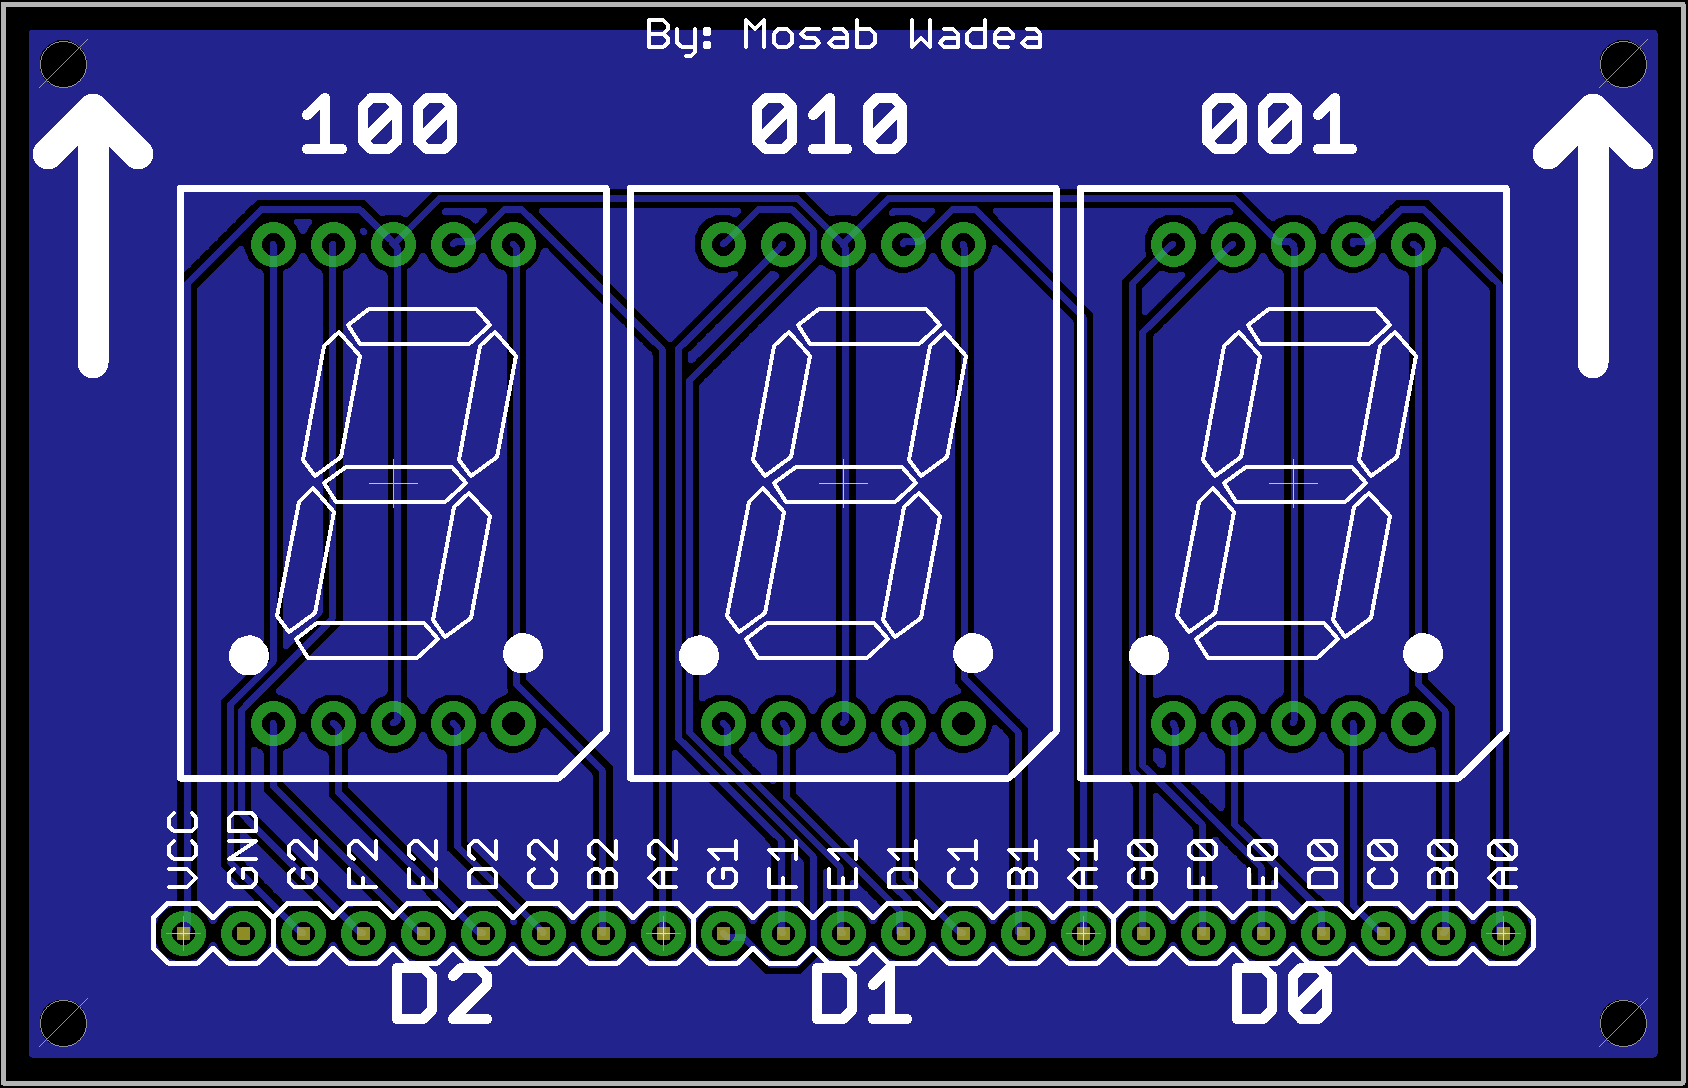 By: Mosab Wadea
100 010 001
VCC GND G2 F2 E2 D2 C2 B2 A2 G1 F1 E1 D1 C1 B1 A1 G0 F0 E0 D0 C0 B0 A0
D2 D1 D0